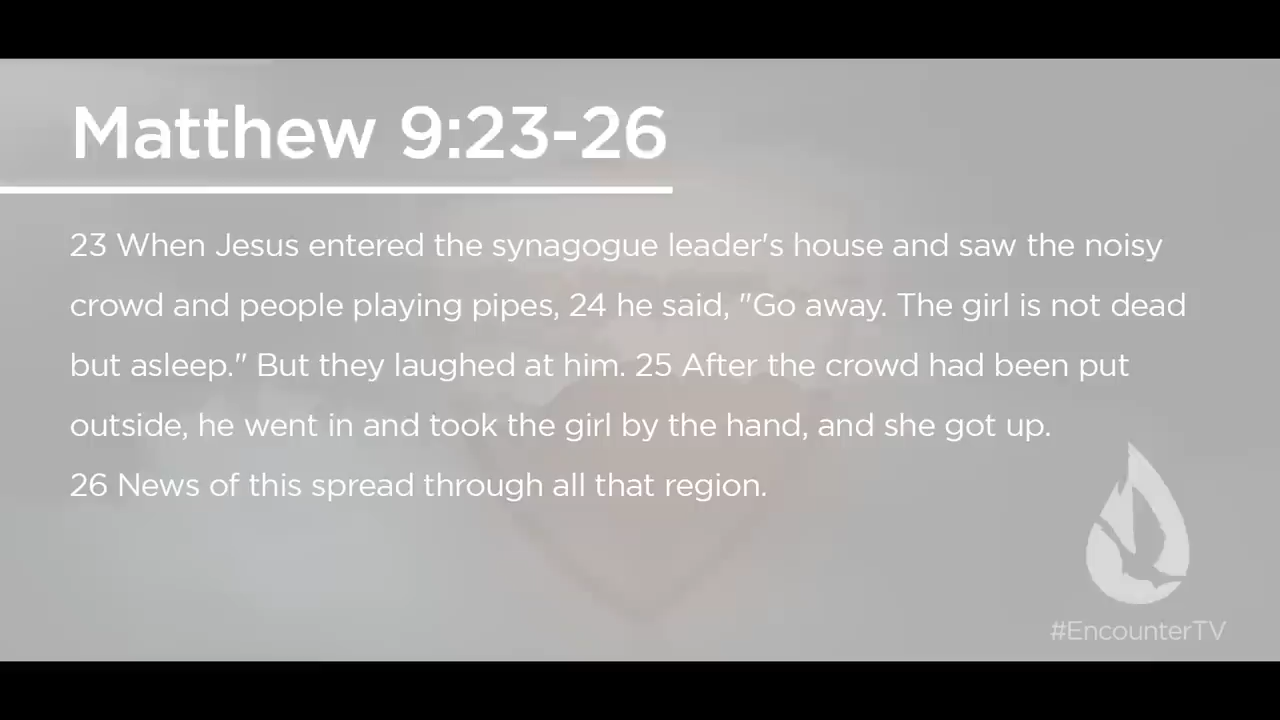 Matthew 9:23-26
23 When Jesus entered the synagogue leader's house and saw the noisy
crowd and people playing pipes, 24 he said, "Go away. The girl is not dead
but asleep." But they laughed at him. 25 After the crowd had been put
outside, he went in and took the girl by the hand, and she got up.
26 News of this spread through all that region.
#EncounterTV